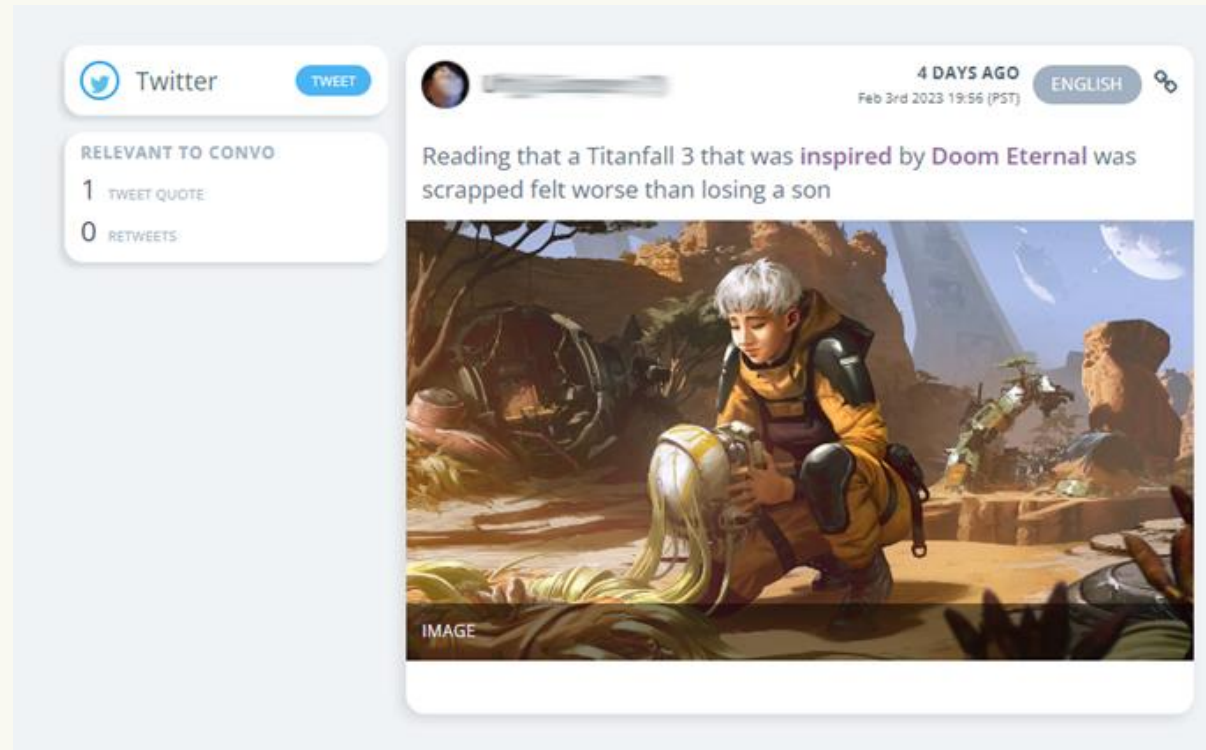 Twitter
TWEET
RELEVANT TO CONVO
1 TWEET QUOTE
0 RETWEETS
4 DAYS AGO
Feb 3rd 2023 19:56 (PST)
ENGLISH
Reading that a Titanfall 3 that was inspired by Doom Eternal was
scrapped felt worse than losing a son
IMAGE